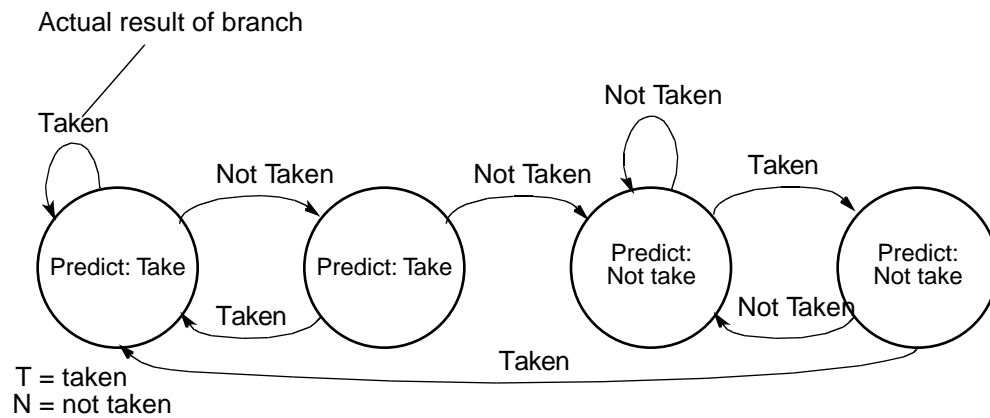 Actual result of branch
Taken
Not Taken
Not Taken
Not Taken
Taken
Predict: Take
Predict: Take
Predict:
Not take
Predict:
Not take
Taken
Not Taken
Taken
T = taken
N = not taken